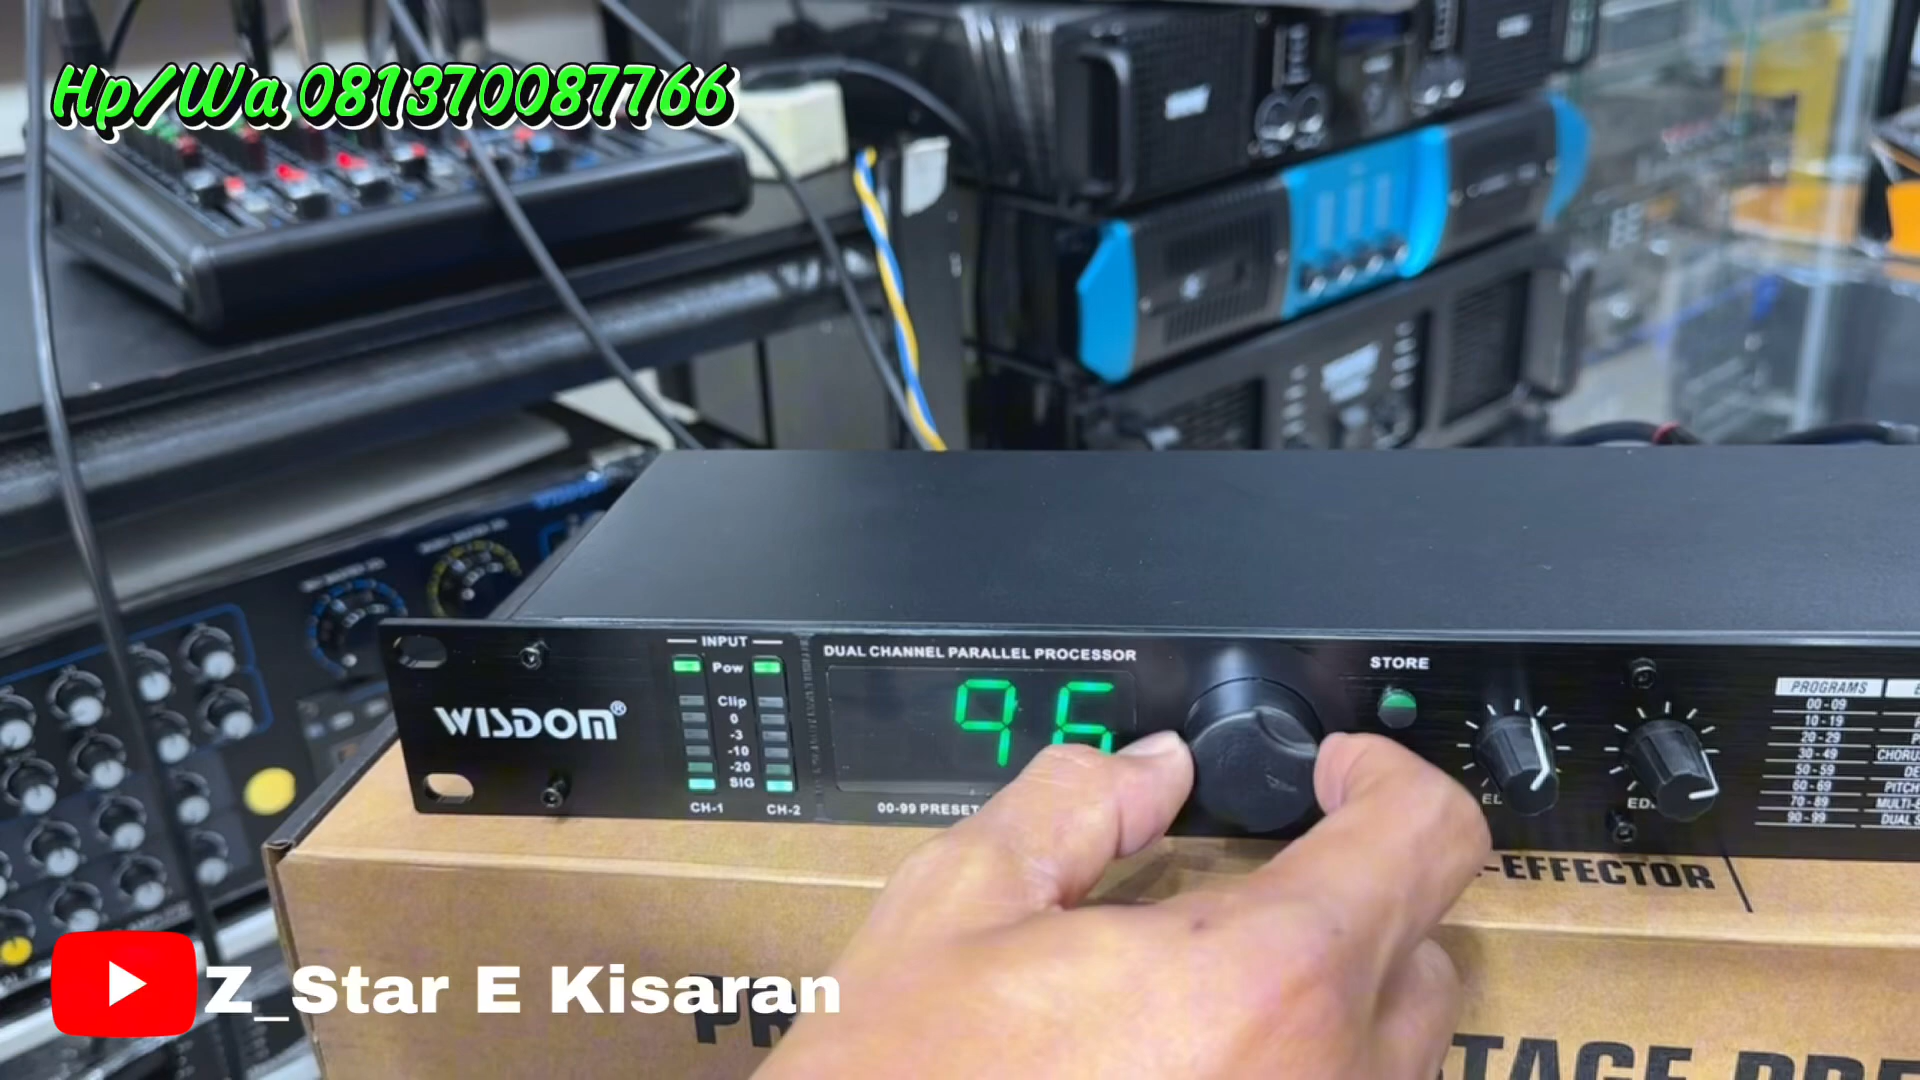 Hp/Wa 081370087766
INPUT
Pow
Clip
0
-3
-10
-20
SIG
CH-1
CH-2
WISDOM®
DUAL CHANNEL PARALLEL PROCESSOR
96
00-99 PRESET
STORE
PROGRAMS
00-09
10-19
20-29
30-49 CHORUS
50-59
60-69 PITCH
70-89 MULTI-
90-99 DUAL
-EFFECTOR
Z_Star E Kisaran
TAGE